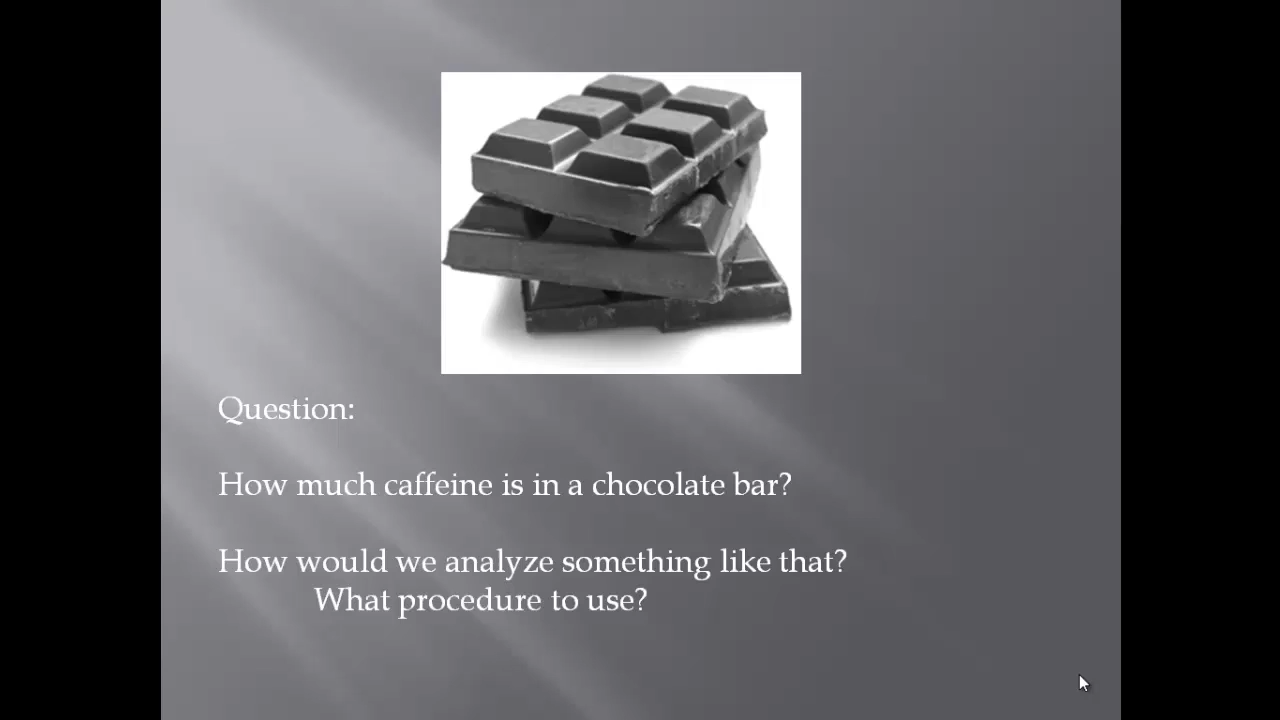 Question:
How much caffeine is in a chocolate bar?
How would we analyze something like that?
What procedure to use?